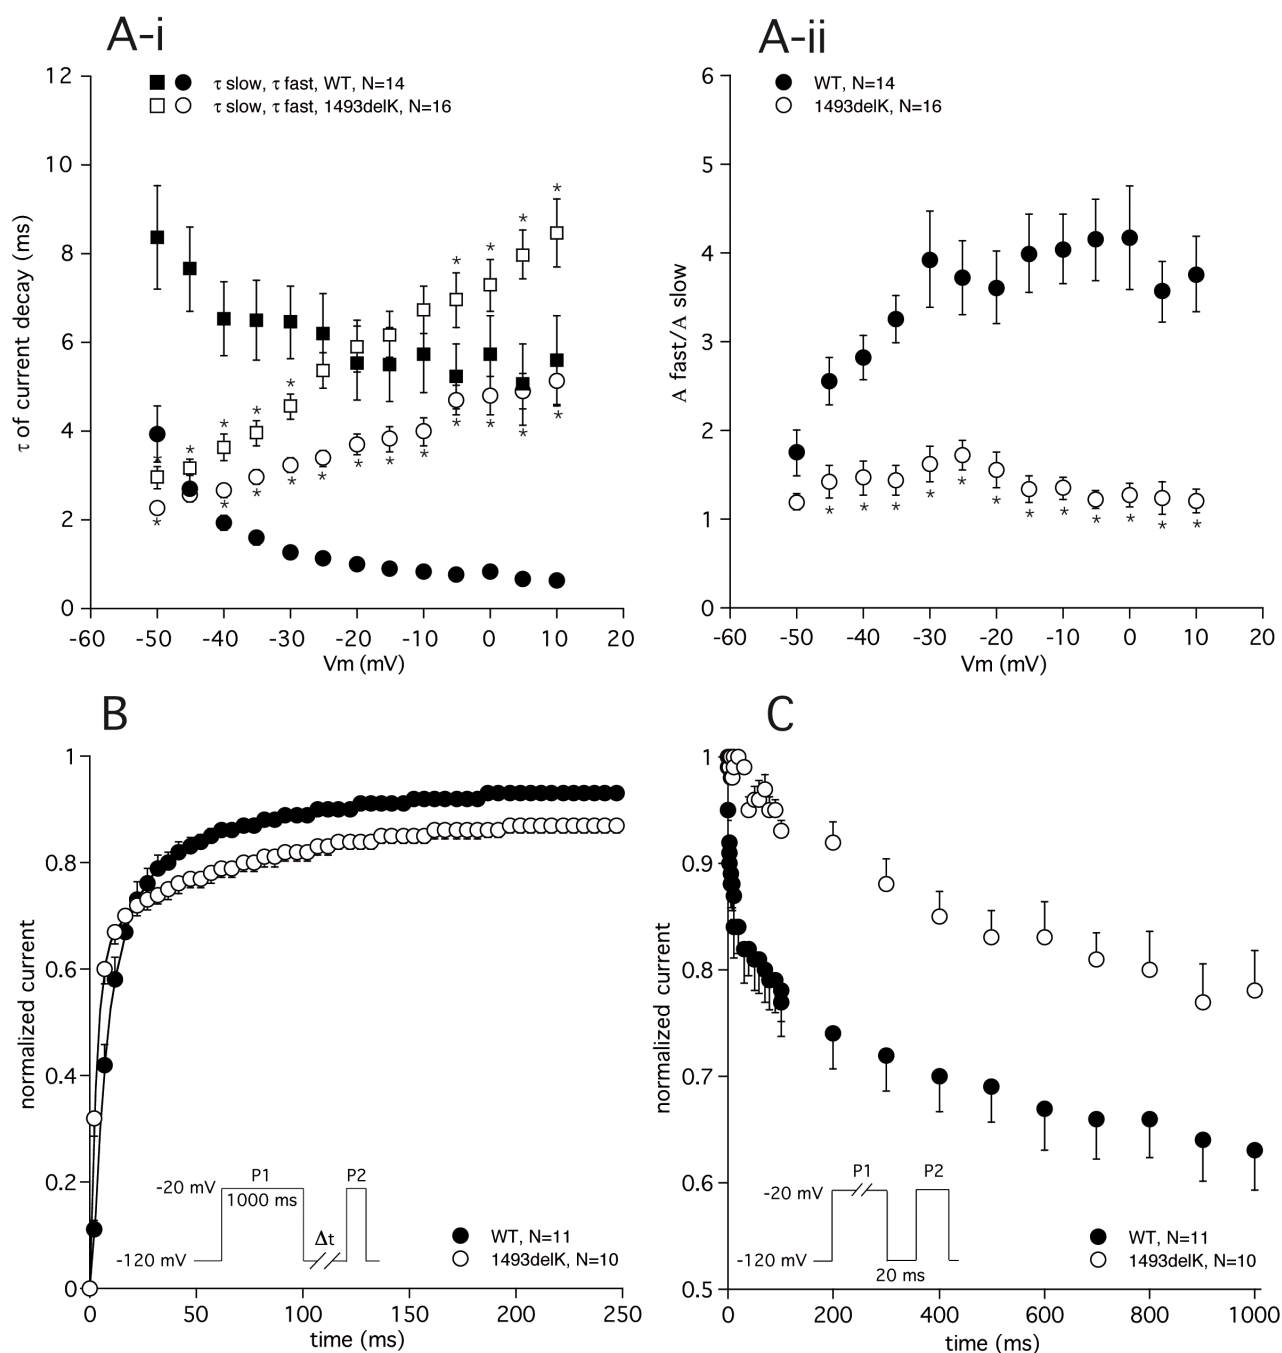 A-i
τ slow, τ fast, WT, N=14
τ slow, τ fast, 1493delK, N=16
τ of current decay (ms)
12
10
8
6
4
2
0
-60 -50 -40 -30 -20 -10 0 10 20
Vm (mV)
A-ii
WT, N=14
1493delK, N=16
A fast/A slow
6
5
4
3
2
1
0
-60 -50 -40 -30 -20 -10 0 10 20
Vm (mV)
B
normalized current
1
0.8
0.6
0.4
0.2
0
P1 P2
-20 mV
1000 ms
Δt
-120 mV
WT, N=11
1493delK, N=10
0 50 100 150 200 250
time (ms)
C
normalized current
1
0.9
0.8
0.7
0.6
0.5
P1 P2
-20 mV
-120 mV
20 ms
WT, N=11
1493delK, N=10
0 200 400 600 800 1000
time (ms)